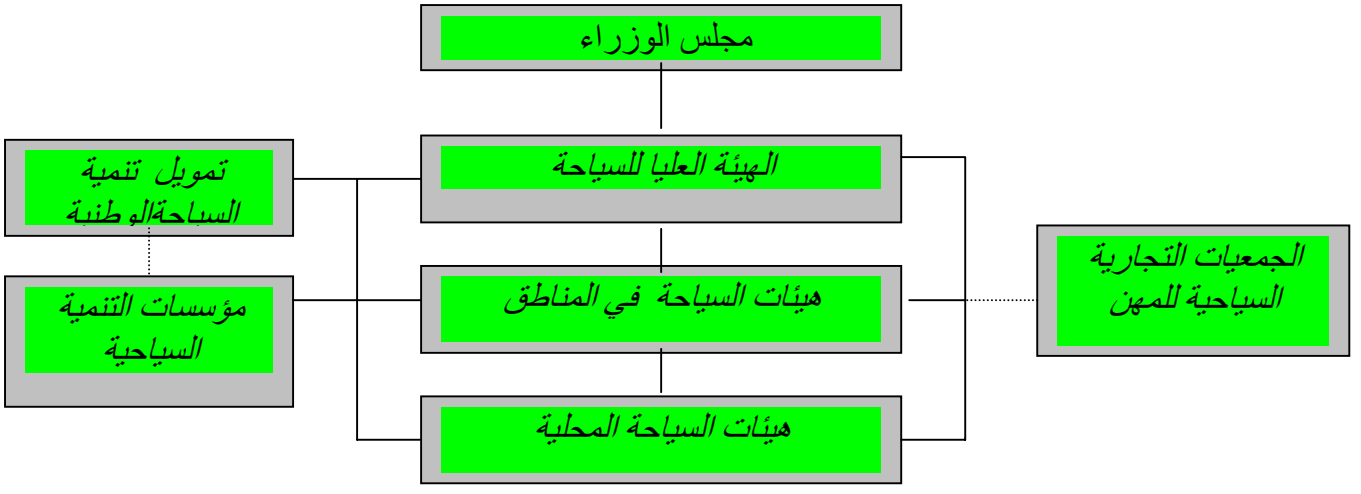 مجلس الوزراء
الهيئة العليا للسياحة
تمويل تنمية
السياحةالوطنية
الجمعيات التجارية
السياحية للمهن
هيئات السياحة في المناطق
مؤسسات التنمية
السياحية
هيئات السياحة المحلية